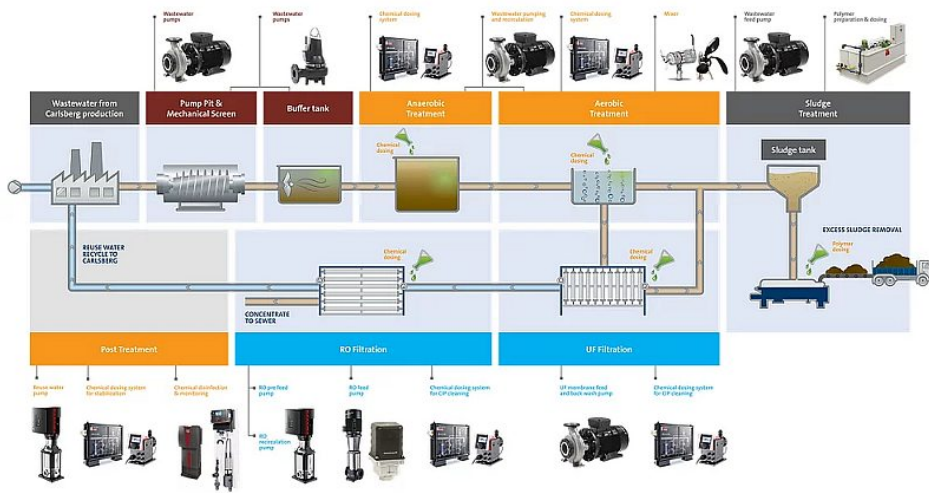 Wastewater
pumps
Wastewater
pumps
Chemical dosing
system
Wastewater pumping
and recirculation
Chemical dosing
system
Mixer
Wastewater
feed pump
Polymer
preparation & dosing
Wastewater from
Carlsberg production
Pump Pit &
Mechanical Screen
Buffer tank
Anaerobic
Treatment
Aerobic
Treatment
Sludge
Treatment
Chemical
dosing
Chemical
dosing
Sludge tank
REUSE WATER
RECYCLE TO
CARLSBERG
Chemical
dosing
Chemical
dosing
EXCESS SLUDGE REMOVAL
Polymer
dosing
CONCENTRATE
TO SEWER
Post Treatment
RO Filtration
UF Filtration
Reuse water
pump
Chemical dosing system
for stabilization
Chemical disinfection
& monitoring
RO pre feed
pump
RO feed
pump
Chemical dosing system
for CIP cleaning
UF membrane feed
and back wash pump
Chemical dosing system
for CIP cleaning
RO
recirculation
pump